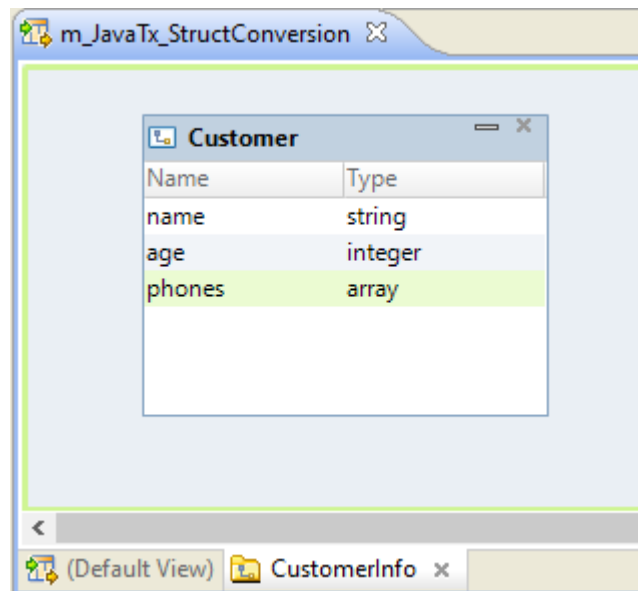 m_JavaTx_StructConversion
Customer
Name Type
name string
age integer
phones array
(Default View) CustomerInfo